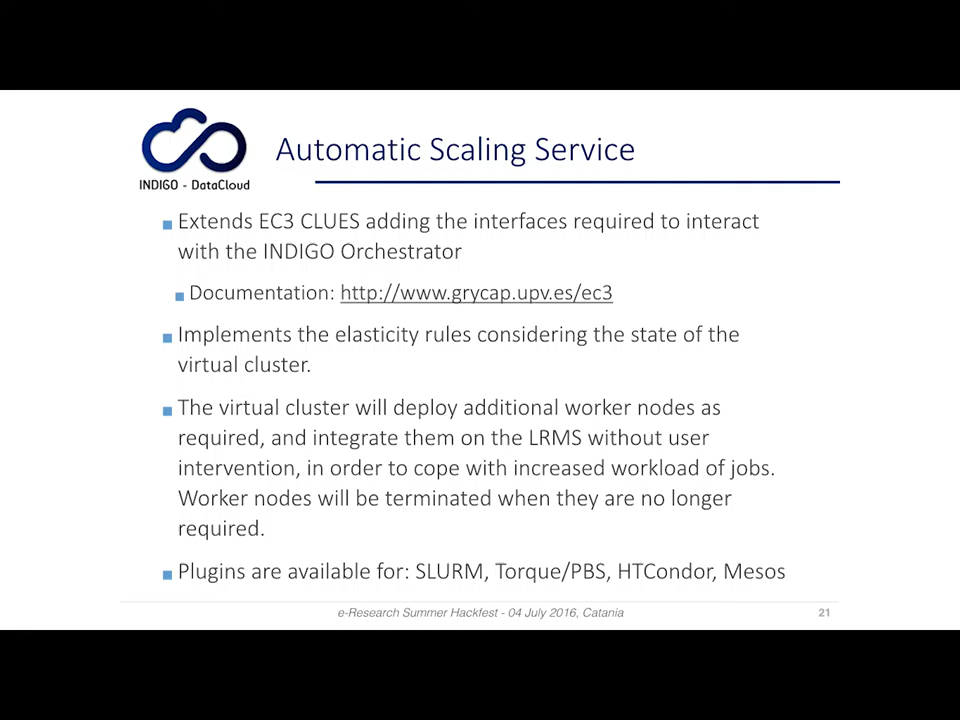 INDIGO - DataCloud
Automatic Scaling Service
Extends EC3 CLUES adding the interfaces required to interact
with the INDIGO Orchestrator
Documentation: http://www.grycap.upv.es/ec3
Implements the elasticity rules considering the state of the
virtual cluster.
The virtual cluster will deploy additional worker nodes as
required, and integrate them on the LRMS without user
intervention, in order to cope with increased workload of jobs.
Worker nodes will be terminated when they are no longer
required.
Plugins are available for: SLURM, Torque/PBS, HTCondor, Mesos
e-Research Summer Hackfest - 04 July 2016, Catania
21